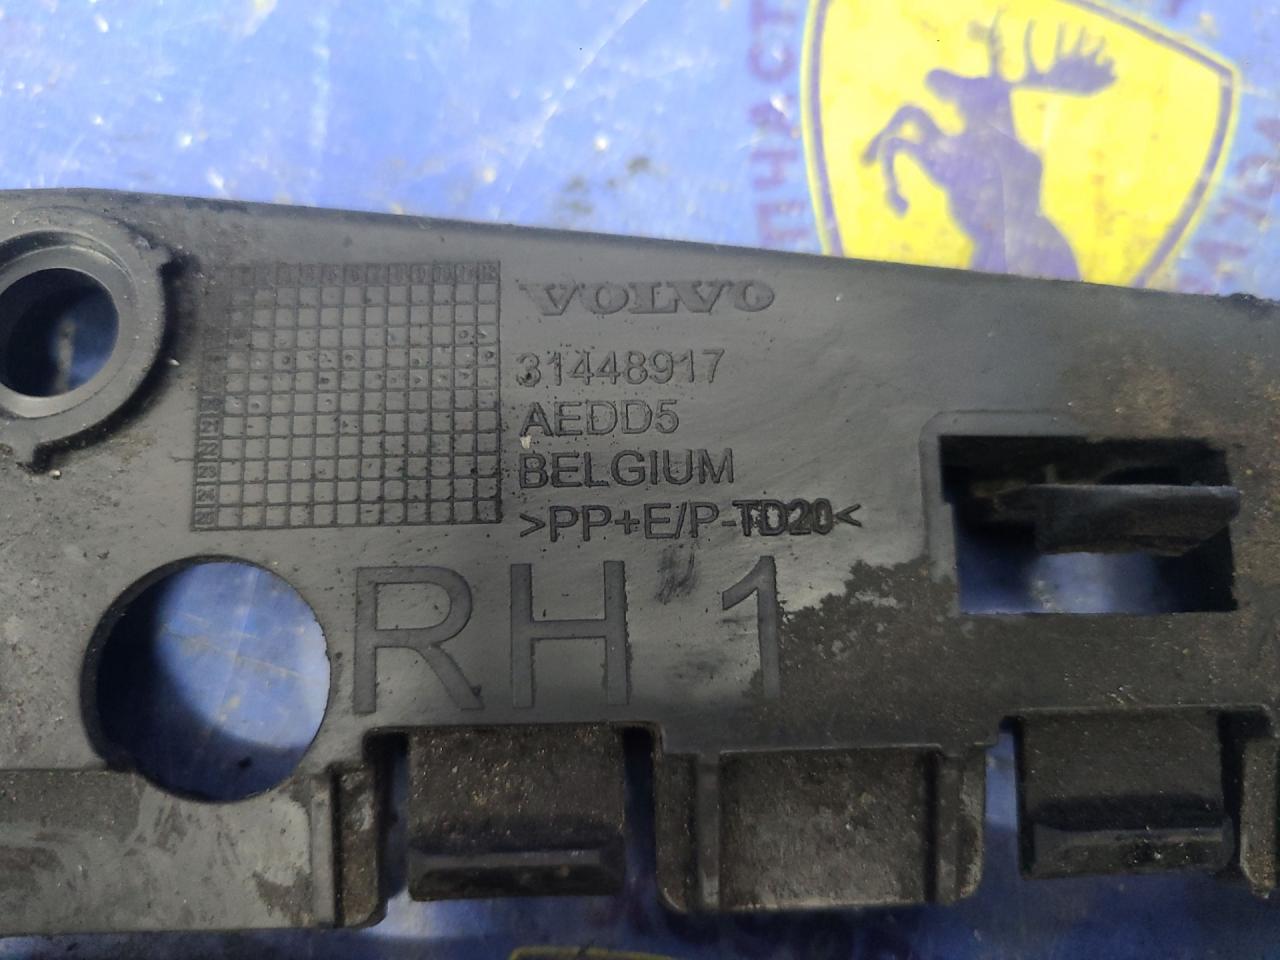 VOLVO
31448917
AEDD5
BELGIUM
>PP+E/P-TD20<
RH 1